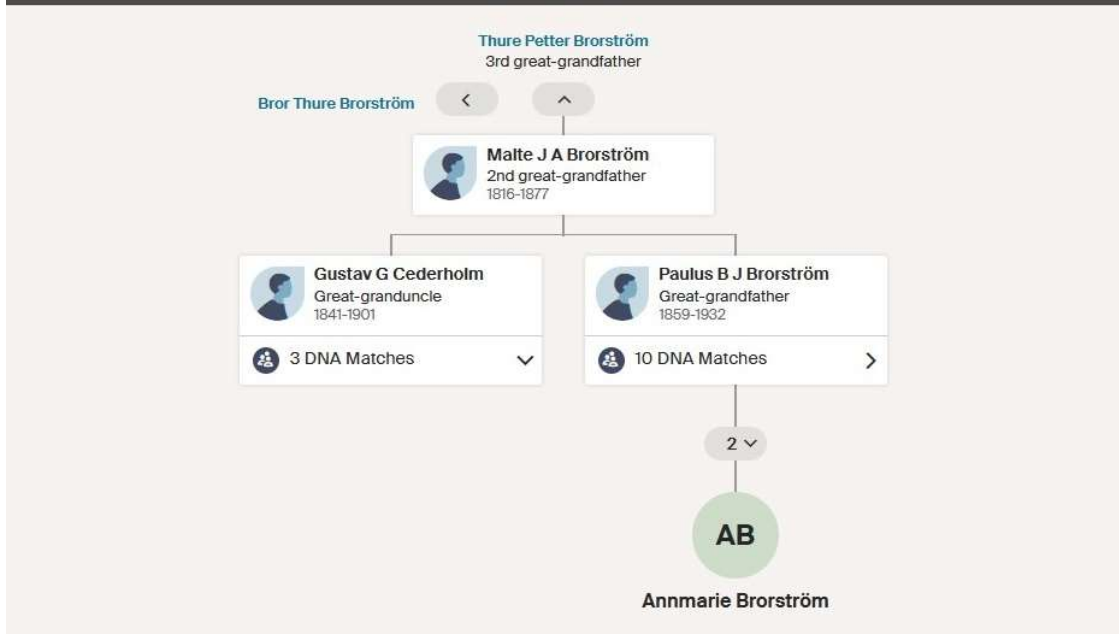 Thure Petter Brorström
3rd great-grandfather
Bror Thure Brorström
Malte J A Brorström
2nd great-grandfather
1816-1877
Gustav G Cederholm
Great-granduncle
1841-1901
3 DNA Matches
Paulus B J Brorström
Great-grandfather
1859-1932
10 DNA Matches
2
AB
Annmarie Brorström